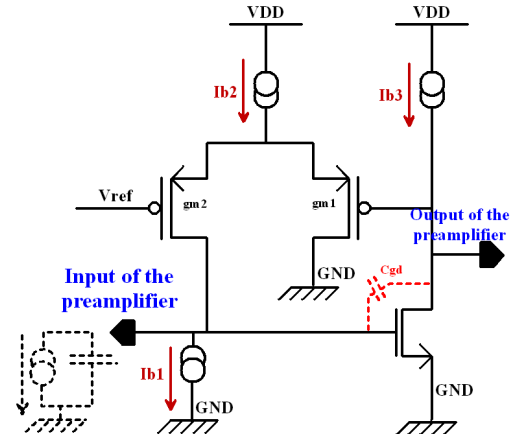 VDD
VDD
Ib2
Ib3
Vref
gm2
gm1
Output of the
preamplifier
GND
Cgd
Input of the
preamplifier
Ib1
GND
GND